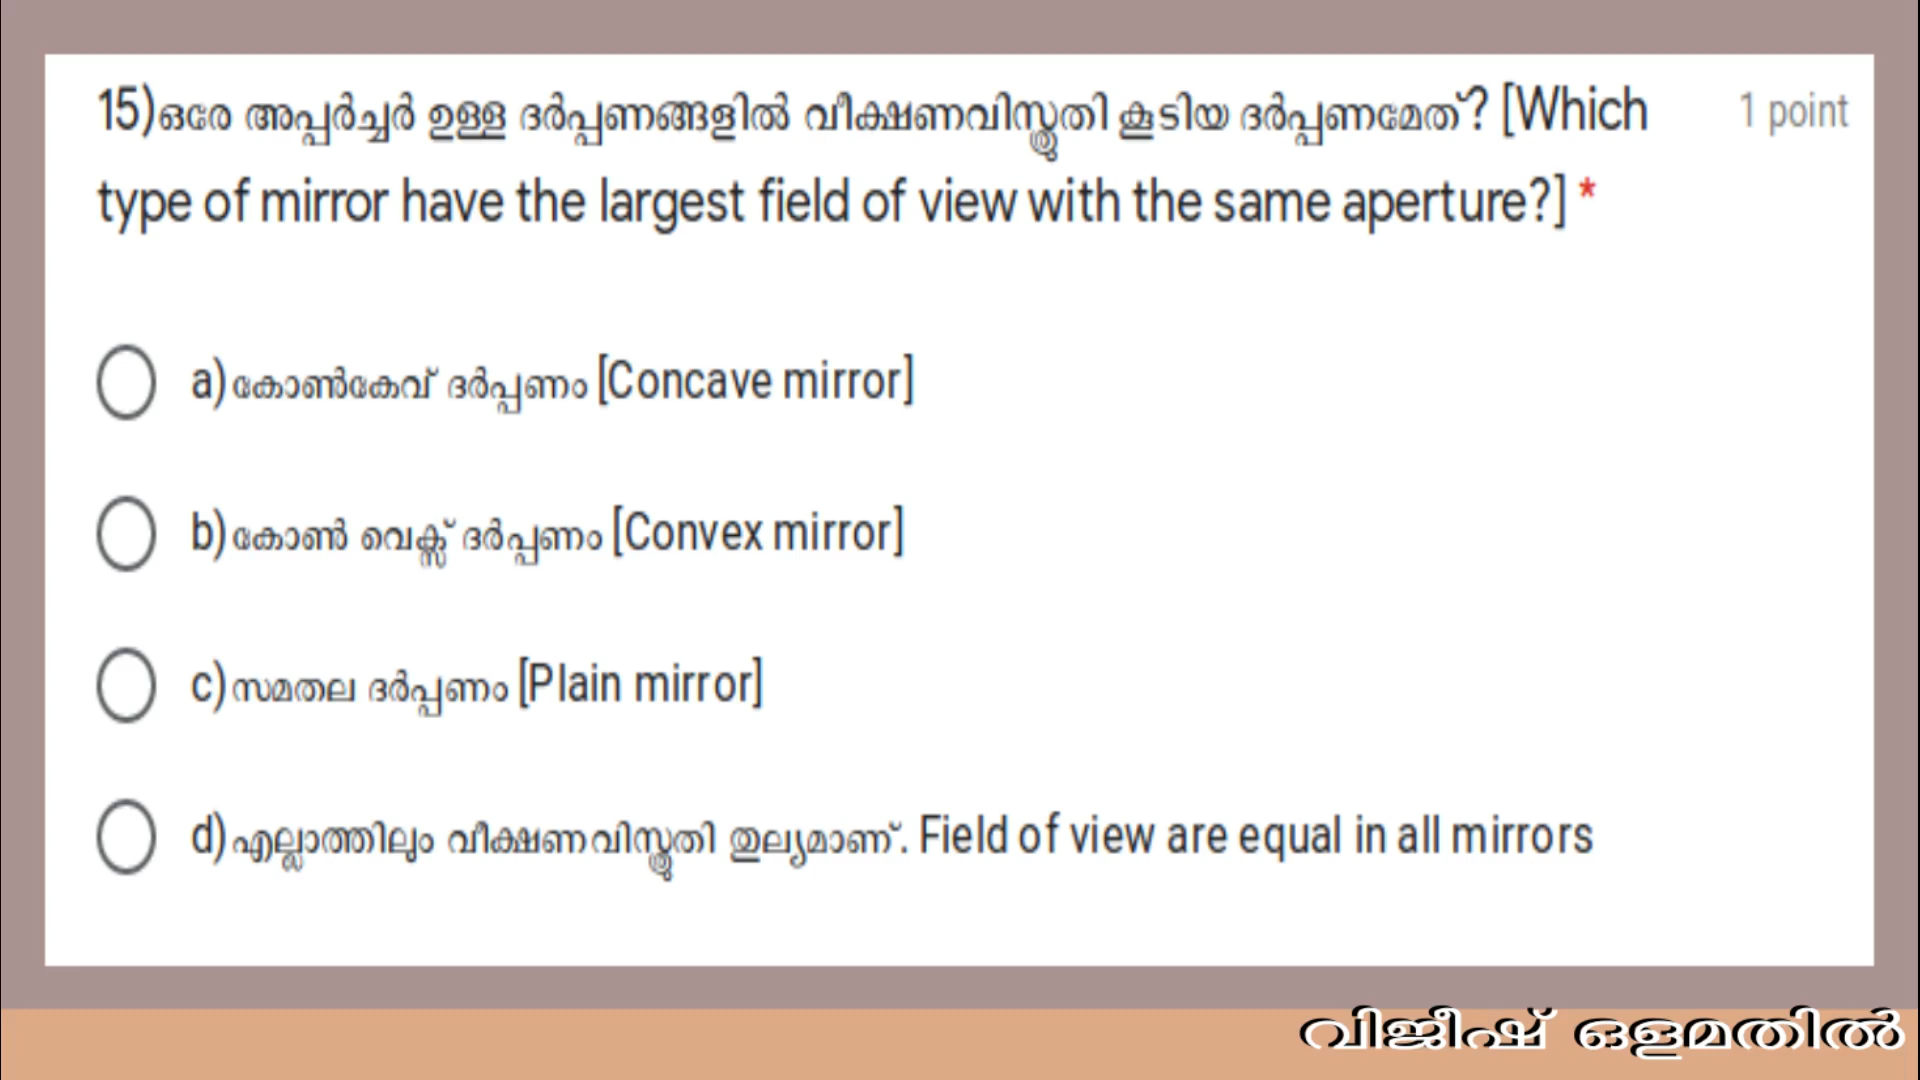 15)ഒരേ അപ്പർച്ചർ ഉള്ള ദർപ്പണങ്ങളിൽ വീക്ഷണവിസ്തൃതി കൂടിയ ദർപ്പണമേത്? [Which 1 point
type of mirror have the largest field of view with the same aperture?] *
a)കോൺകേവ് ദർപ്പണം [Concave mirror]
b)കോൺ വെക്സ് ദർപ്പണം [Convex mirror]
c)സമതല ദർപ്പണം [Plain mirror]
d)എല്ലാത്തിലും വീക്ഷണവിസ്തൃതി തുല്യമാണ്. Field of view are equal in all mirrors
വിജീഷ് ഒളമതിൽ